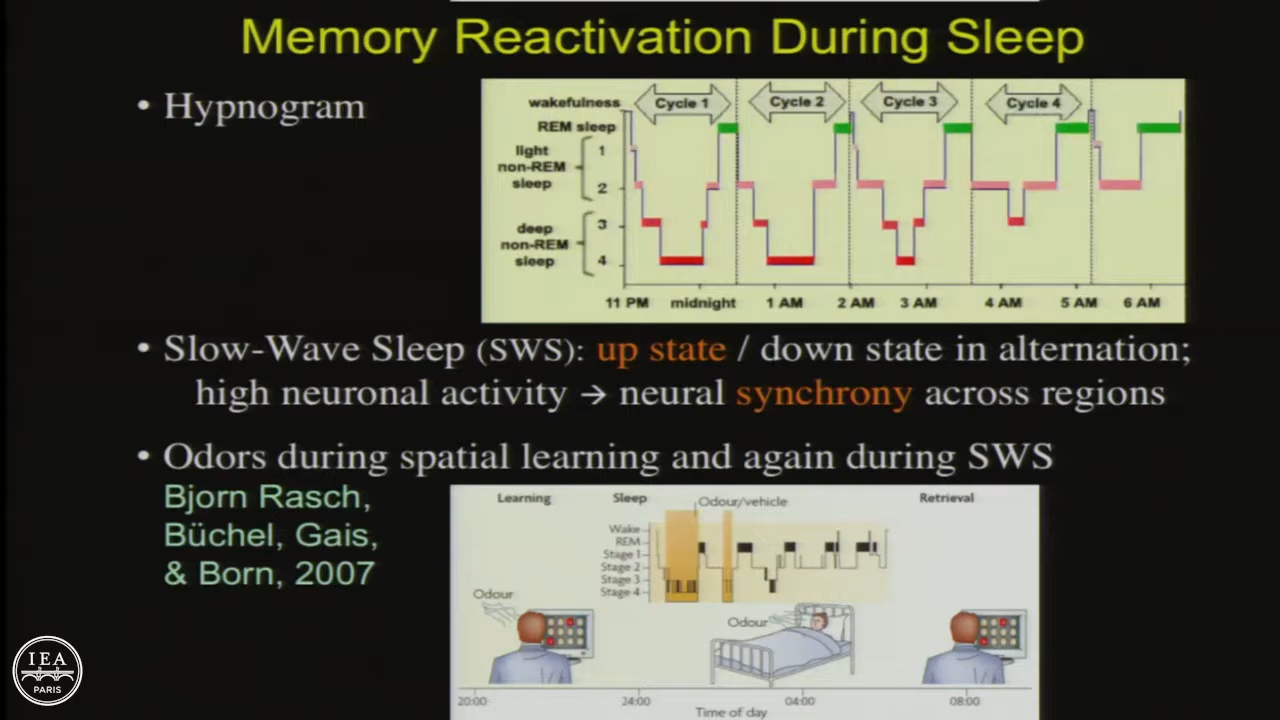 Memory Reactivation During Sleep
• Hypnogram
Cycle 1
Cycle 2
Cycle 3
Cycle 4
wakefulness
REM sleep
light
non-REM
sleep
1
2
deep
non-REM
sleep
3
4
11 PM midnight 1 AM 2 AM 3 AM 4 AM 5 AM 6 AM
• Slow-Wave Sleep (SWS): up state / down state in alternation;
high neuronal activity → neural synchrony across regions
• Odors during spatial learning and again during SWS
Bjorn Rasch,
Büchel, Gais,
& Born, 2007
Learning
Sleep
Odour/vehicle
Retrieval
Wake
REM
Stage 1
Stage 2
Stage 3
Stage 4
Odour
Odour
20:00 24:00 04:00 08:00
Time of day
IEA
PARIS